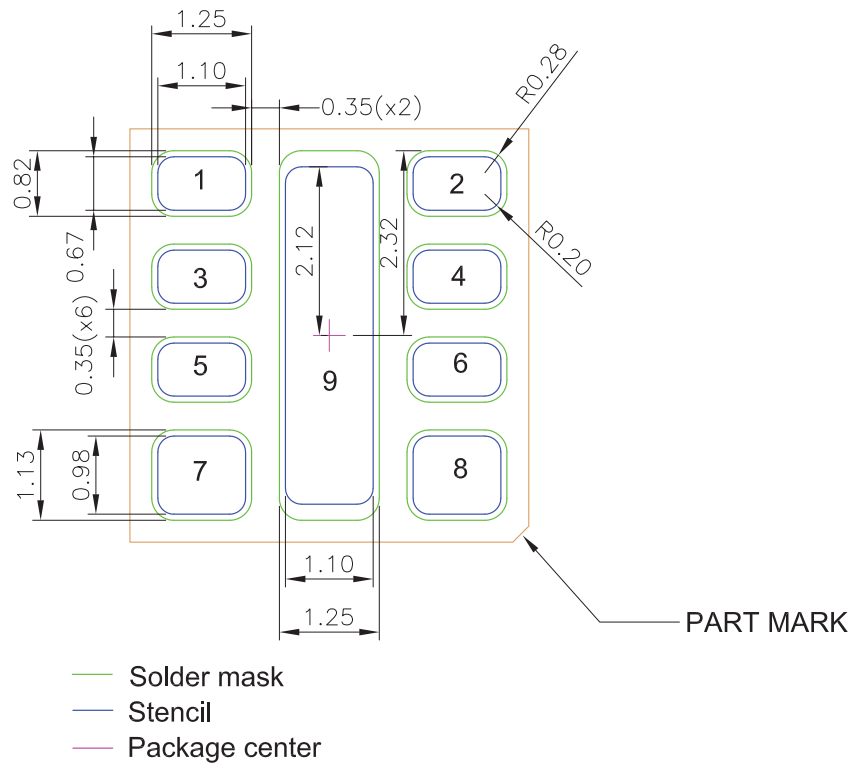 1.25
1.10
0.35(x2)
R0.28
0.82
1
2
0.67
2.12
2.32
R0.20
3
4
0.35(x6)
5
9
6
1.13
0.98
7
8
1.10
1.25
PART MARK
Solder mask
Stencil
Package center